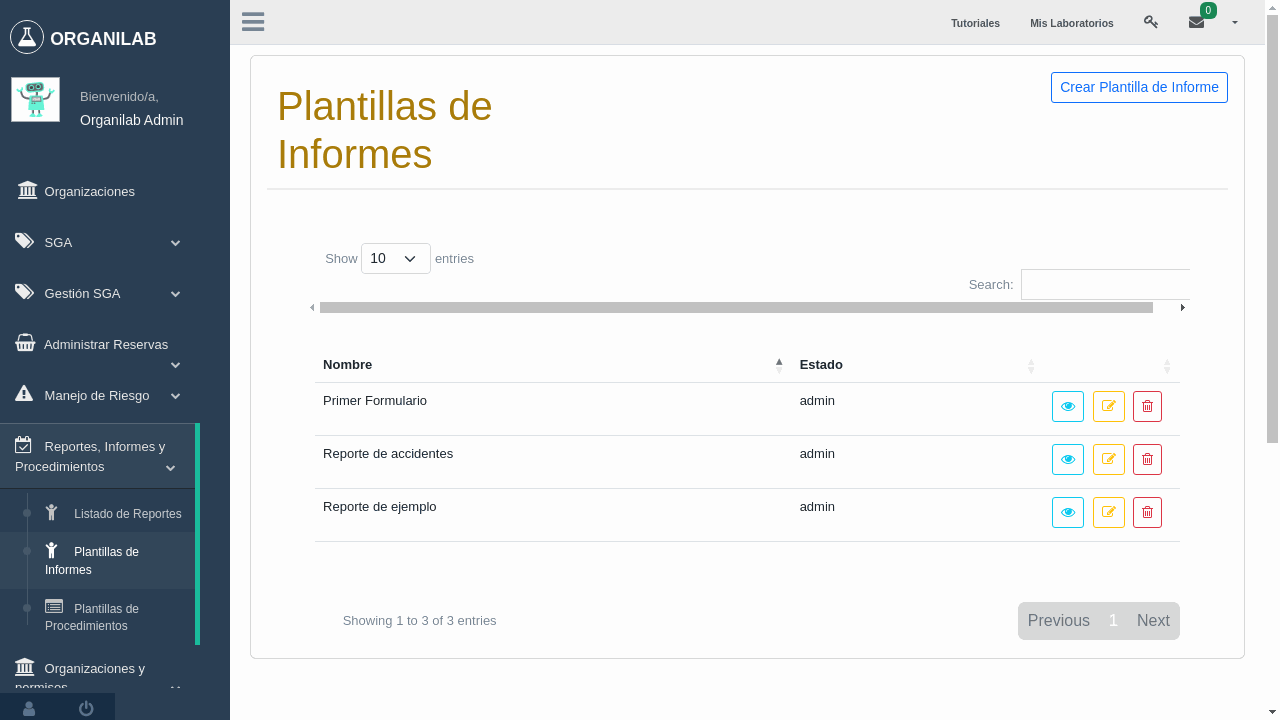 ORGANILAB
Bienvenido/a,
Organilab Admin
Organizaciones
SGA
Gestión SGA
Administrar Reservas
Manejo de Riesgo
Reportes, Informes y
Procedimientos
Listado de Reportes
Plantillas de
Informes
Plantillas de
Procedimientos
Organizaciones y
permisos
Tutoriales
Mis Laboratorios
0
Plantillas de
Informes
Crear Plantilla de Informe
Show 10 entries
Search:
Nombre Estado
Primer Formulario admin
Reporte de accidentes admin
Reporte de ejemplo admin
Showing 1 to 3 of 3 entries
Previous 1 Next